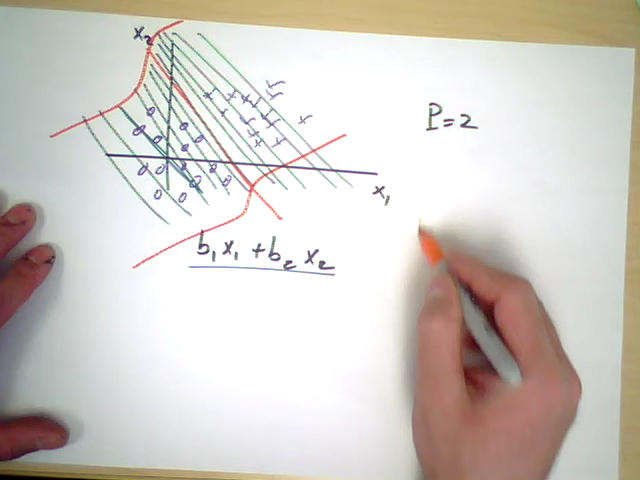 x₂
P=2
x₁
b₁x₁ + b₂x₂